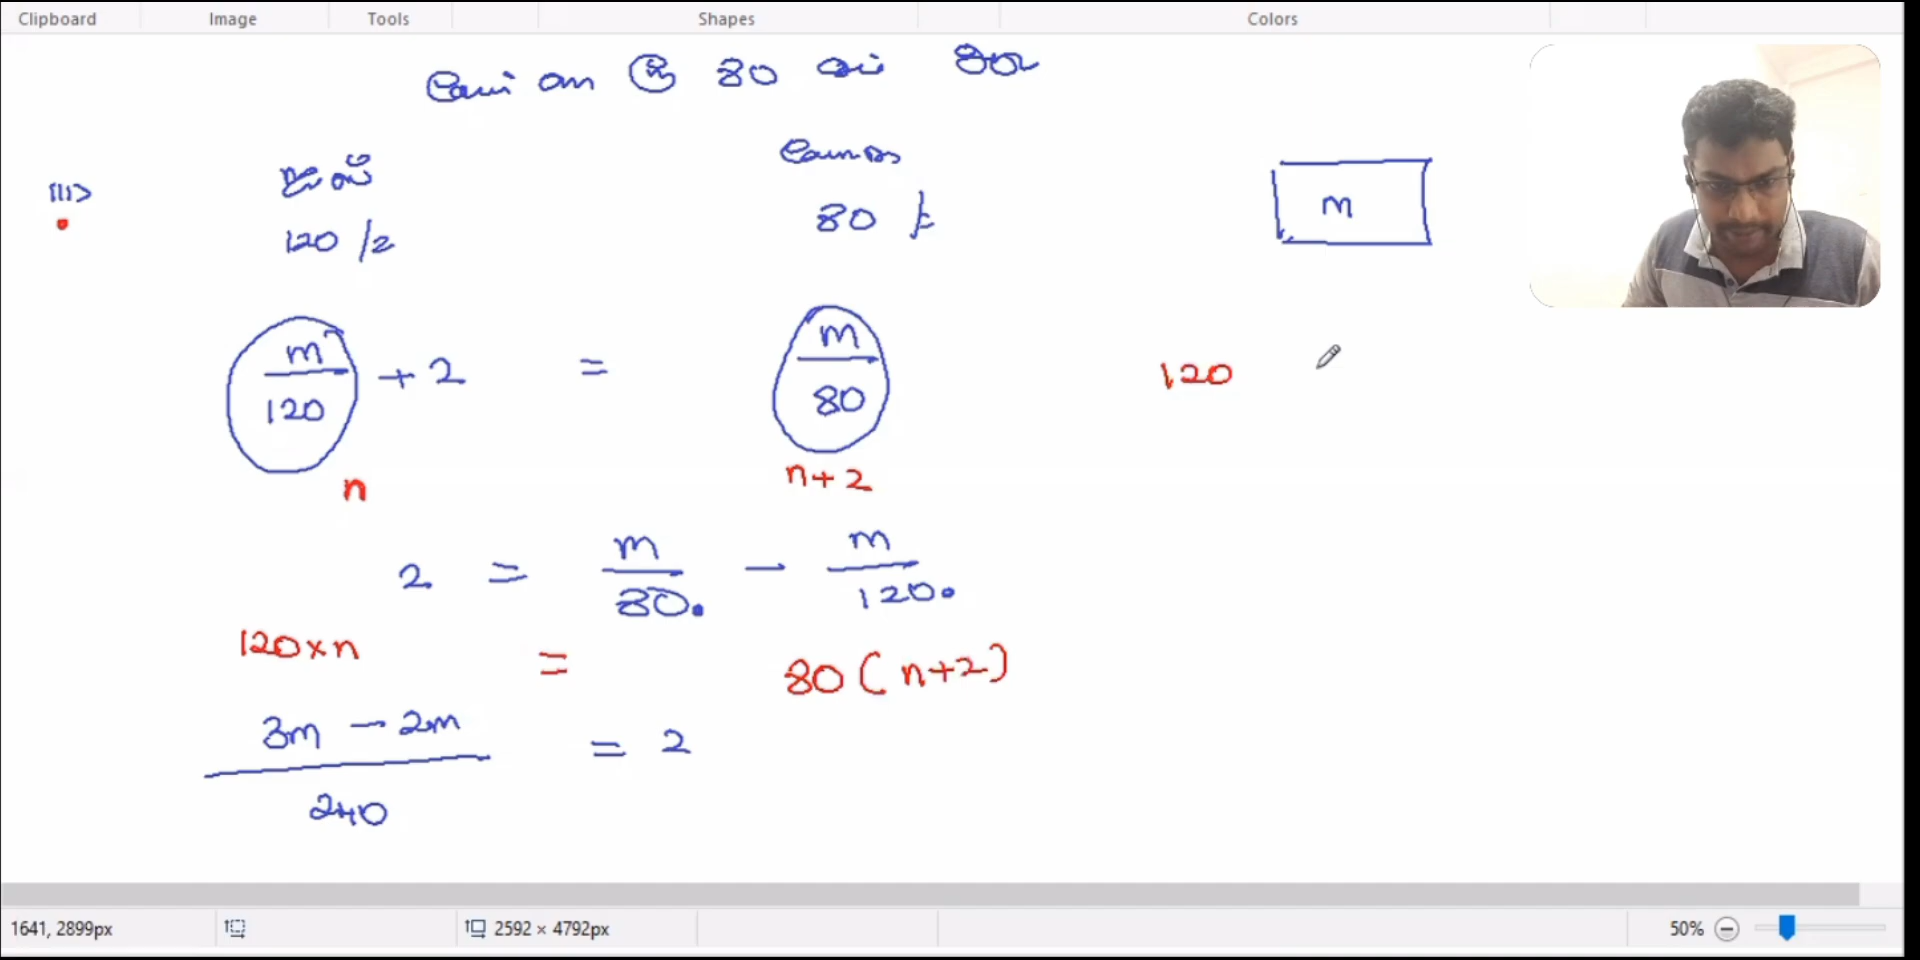 Clipboard Image Tools Shapes Colors
80
120 /2
80 /=
m
m/120 + 2 = m/80
120
n
n+2
2 = m/80. - m/120.
120×n = 80(n+2)
3m - 2m / 240 = 2
1641, 2899px 2592 × 4792px 50%